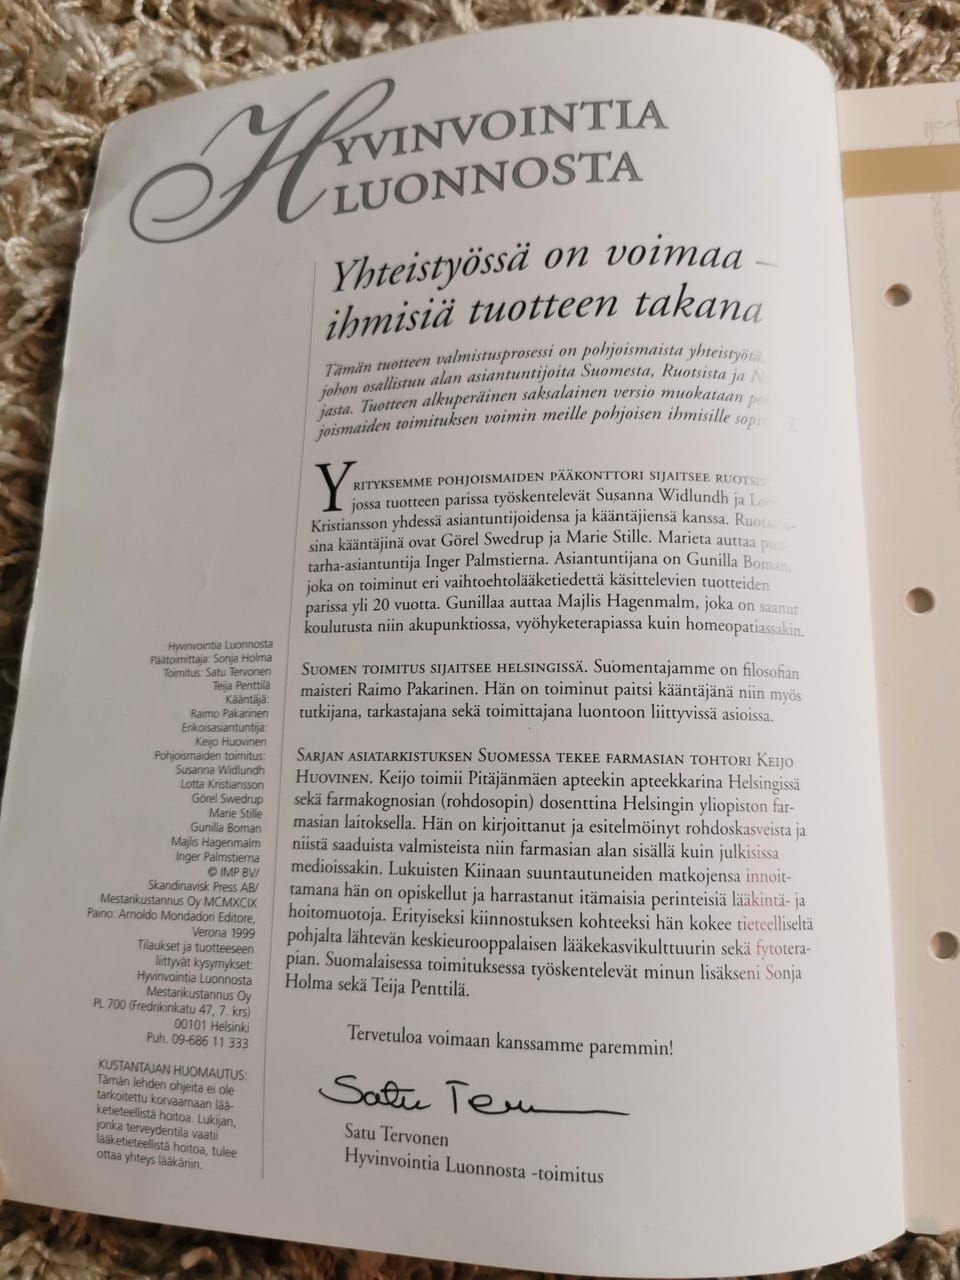 HYVINVOINTIA
LUONNOSTA
Yhteistyössä on voimaa –
ihmisiä tuotteen takana
Tämän tuotteen valmistusprosessi on pohjoismaista yhteistyötä,
johon osallistuu alan asiantuntijoita Suomesta, Ruotsista ja
jasta. Tuotteen alkuperäinen saksalainen versio muokataan
joismaiden toimituksen voimin meille pohjoisen ihmisille
YRITYKSEMME POHJOISMAIDEN PÄÄKONTTORI SIJAITSEE
jossa tuotteen parissa työskentelevät Susanna Widlundh ja
Kristiansson yhdessä asiantuntijoidensa ja kääntäjiensä kanssa.
sina kääntäjinä ovat Görel Swedrup ja Marie Stille. Marieta auttaa
tarha-asiantuntija Inger Palmstierna. Asiantuntijana on Gunilla Boman,
joka on toiminut eri vaihtoehtolääketiedettä käsittelevien tuotteiden
parissa yli 20 vuotta. Gunillaa auttaa Majlis Hagenmalm, joka on saanut
koulutusta niin akupunktiossa, vyöhyketerapiassa kuin homeopatiassakin.
SUOMEN TOIMITUS SIJAITSEE HELSINGISSÄ. Suomentajamme on filosofian
maisteri Raimo Pakarinen. Hän on toiminut paitsi kääntäjänä niin myös
tutkijana, tarkastajana sekä toimittajana luontoon liittyvissä asioissa.
SARJAN ASIATARKISTUKSEN SUOMESSA TEKEE FARMASIAN TOHTORI KEIJO
HUOVINEN. Keijo toimii Pitäjänmäen apteekin apteekkarina Helsingissä
sekä farmakognosian (rohdosopin) dosenttina Helsingin yliopiston far-
masian laitoksella. Hän on kirjoittanut ja esitelmöinyt rohdoskasveista ja
niistä saaduista valmisteista niin farmasian alan sisällä kuin julkisissa
medioissakin. Lukuisten Kiinaan suuntautuneiden matkojensa innoit-
tamana hän on opiskellut ja harrastanut itämaisia perinteisiä lääkintä- ja
hoitomuotoja. Erityiseksi kiinnostuksen kohteeksi hän kokee tieteelliseltä
pohjalta lähtevän keskieurooppalaisen lääkekasvikulttuurin sekä fytotera-
pian. Suomalaisessa toimituksessa työskentelevät minun lisäkseni Sonja
Holma sekä Teija Penttilä.
Tervetuloa voimaan kanssamme paremmin!
Satu Ter
Satu Tervonen
Hyvinvointia Luonnosta -toimitus
Hyvinvointia Luonnosta
Päätoimittaja: Sonja Holma
Toimitus: Satu Tervonen
Teija Penttilä
Kääntäjä:
Raimo Pakarinen
Erikoisasiantuntija:
Keijo Huovinen
Pohjoismaiden toimitus:
Susanna Widlundh
Lotta Kristiansson
Görel Swedrup
Marie Stille
Gunilla Boman
Majlis Hagenmalm
Inger Palmstierna
© IMP BV/
Skandinavisk Press AB/
Mestarikustannus Oy MCMXCIX
Paino: Arnoldo Mondadori Editore,
Verona 1999
Tilaukset ja tuotteeseen
liittyvät kysymykset:
Hyvinvointia Luonnosta
Mestarikustannus Oy
PL 700 (Fredrikinkatu 47, 7. krs)
00101 Helsinki
Puh. 09-686 11 333
KUSTANTAJAN HUOMAUTUS:
Tämän lehden ohjeita ei ole
tarkoitettu korvaamaan lää-
ketieteellistä hoitoa. Lukijan,
jonka terveydentila vaatii
lääketieteellistä hoitoa, tulee
ottaa yhteys lääkäriin.